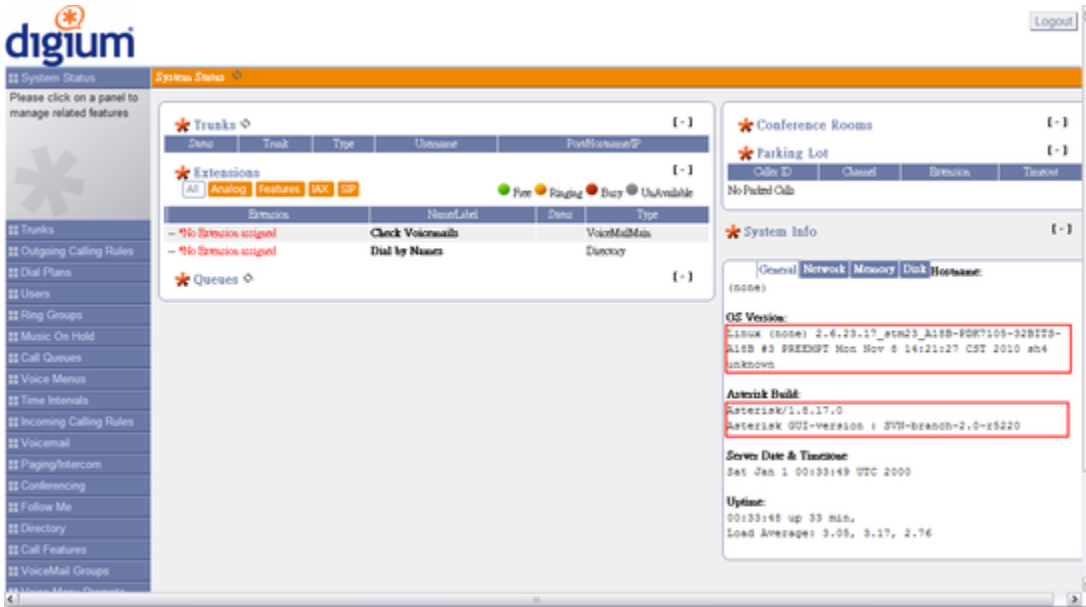 digium
Logout
System Status
System Status
Please click on a panel to
manage related features
Trunks [-]
Status Trunk Type Username Port/Hostname/IP
Extensions [-]
All Analog Features IAX SIP
Free Ringing Busy UnAvailable
Extension Name/Label Status Type
-- *No Extension assigned Check Voicemails VoiceMailMain
-- *No Extension assigned Dial by Names Directory
Queues [-]
Conference Rooms [-]
Parking Lot [-]
Caller ID Channel Extension Timeout
No Parked Calls
System Info [-]
General Network Memory Disk Hostname:
(none)
OS Version:
Linux (none) 2.6.23.17_stm23_A18B-PDK7105-32BITS-
A18B #3 PREEMPT Mon Nov 8 14:21:27 CST 2010 sh4
unknown
Asterisk Build:
Asterisk/1.8.17.0
Asterisk GUI-version : SVN-branch-2.0-r5220
Server Date & Timezone
Sat Jan 1 00:33:49 UTC 2000
Uptime:
00:33:48 up 33 min,
Load Average: 3.05, 3.17, 2.76
Trunks
Outgoing Calling Rules
Dial Plans
Users
Ring Groups
Music On Hold
Call Queues
Voice Menus
Time Intervals
Incoming Calling Rules
Voicemail
Paging/Intercom
Conferencing
Follow Me
Directory
Call Features
VoiceMail Groups